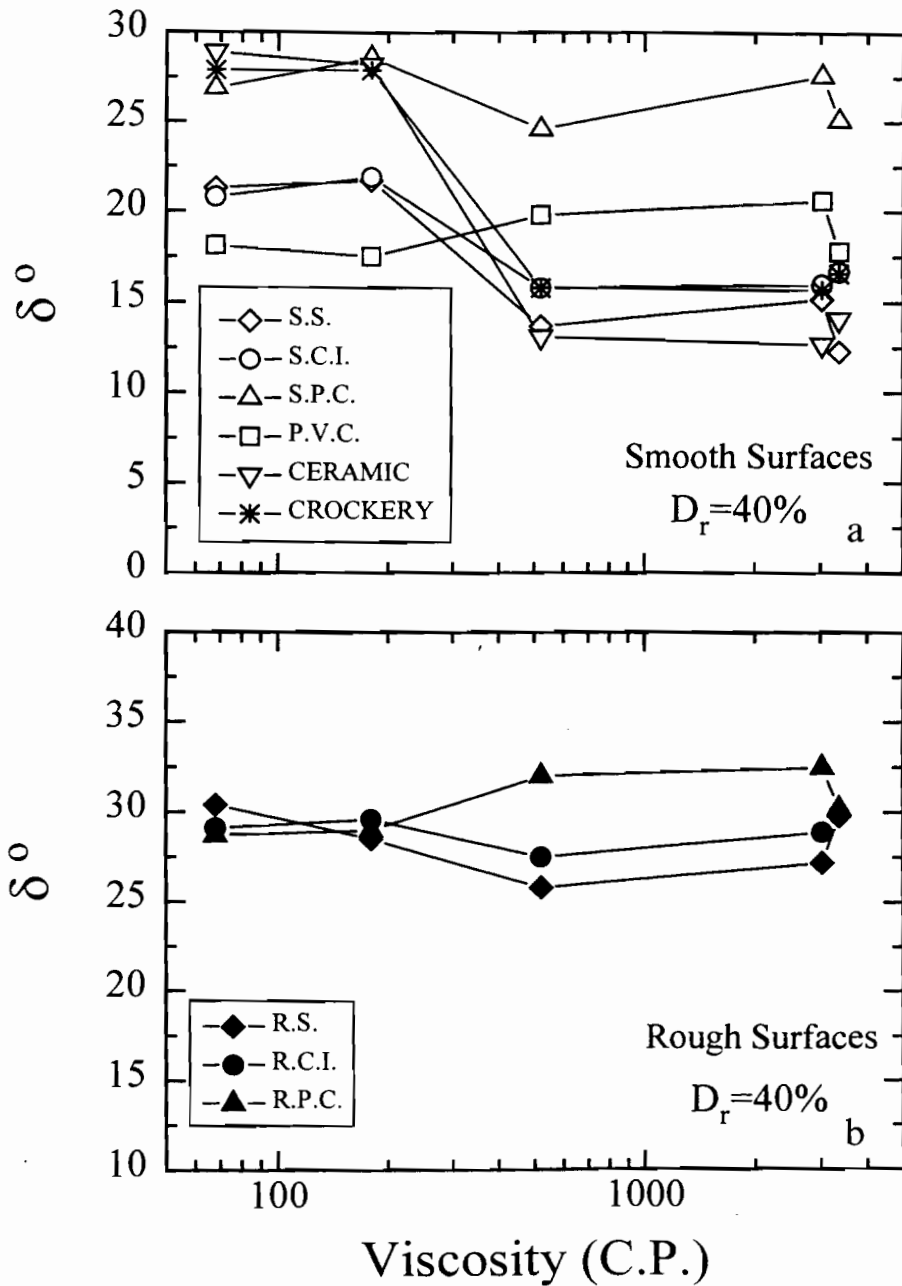 30
25
20
15
10
5
0
δ°
S.S.
S.C.I.
S.P.C.
P.V.C.
CERAMIC
CROCKERY
Smooth Surfaces
Dr=40%
a
40
35
30
25
20
15
10
δ°
R.S.
R.C.I.
R.P.C.
Rough Surfaces
Dr=40%
b
100 1000
Viscosity (C.P.)